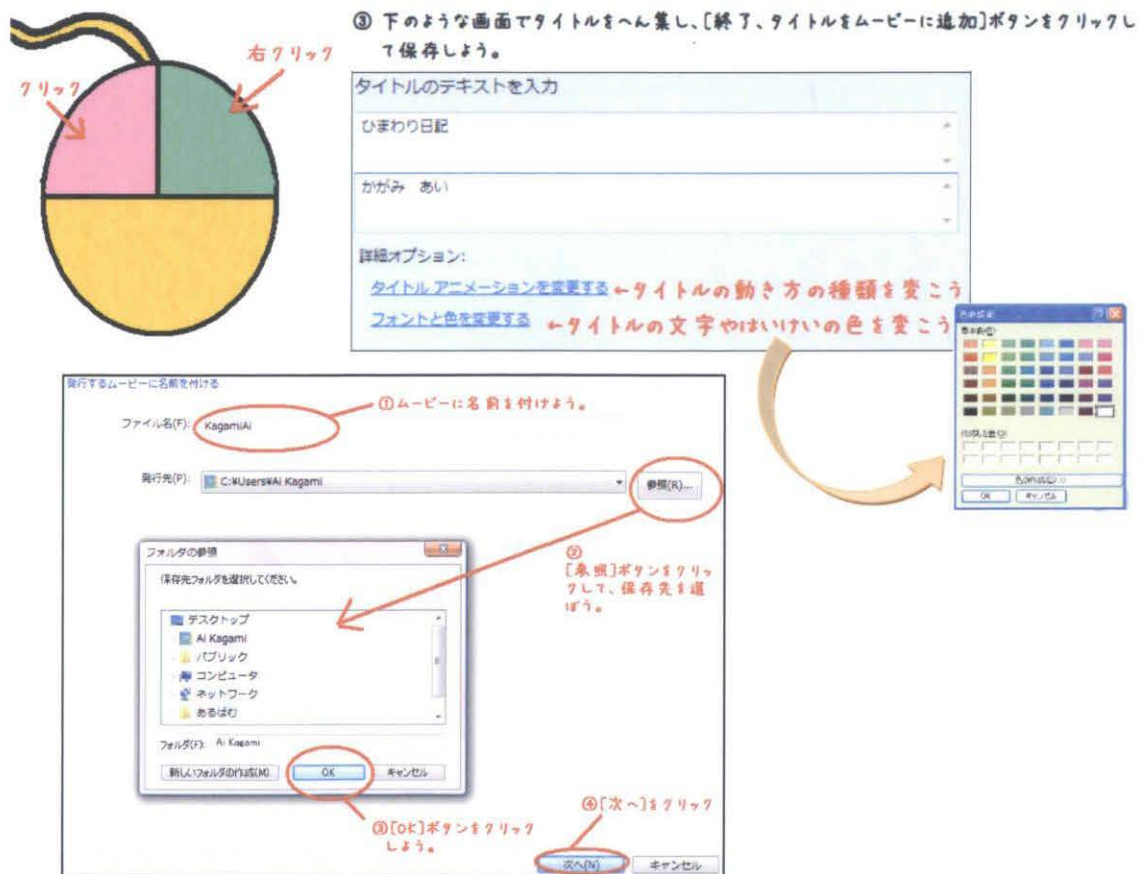 ③ 下のような画面でタイトルをへん集し、[終了、タイトルをムービーに追加]ボタンをクリックし
て保存しよう。
右クリック
クリック
タイトルのテキストを入力
ひまわり日記
かがみ あい
詳細オプション:
タイトル アニメーションを変更する ←タイトルの動き方の種類を変こう
フォントと色を変更する ←タイトルの文字やはいけいの色を変こう
色の設定
基本色(B):
作成した色(C):
色の作成(D) >>
OK キャンセル
発行するムービーに名前を付ける
①ムービーに名前を付けよう。
ファイル名(F): KagamiAi
発行先(P): C:¥Users¥Ai Kagami 参照(R)...
②
[参照]ボタンをクリッ
クして、保存先を選
ぼう。
フォルダの参照
保存先フォルダを選択してください。
デスクトップ
Ai Kagami
パブリック
コンピュータ
ネットワーク
あるばむ
フォルダ(F): Ai Kagami
新しいフォルダの作成(M) OK キャンセル
③[OK]ボタンをクリック
しよう。
④[次へ]をクリック
次へ(N) キャンセル